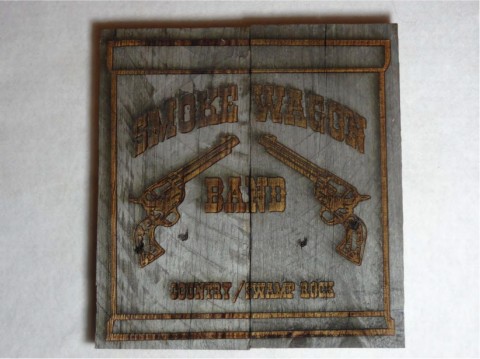 SMOKE WAGON
BAND
COUNTRY / SWAMP ROCK